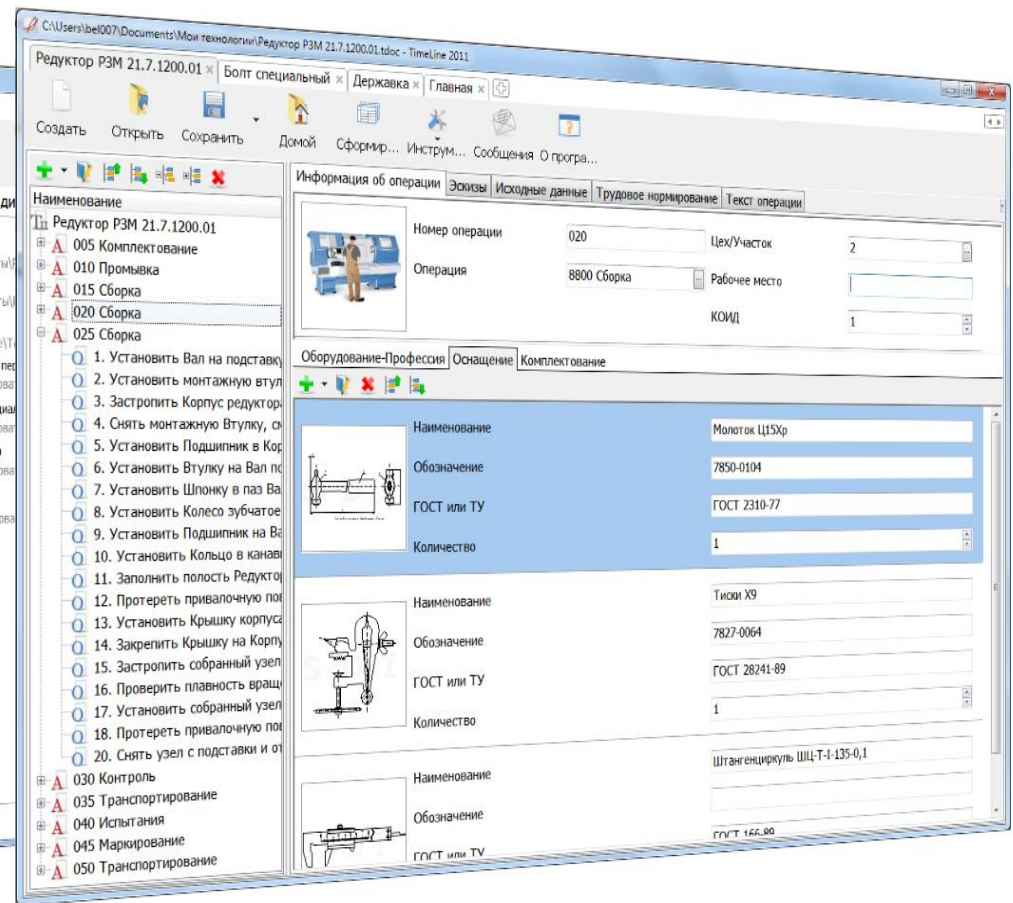 C:\Users\bel007\Documents\Мои технологии\Редуктор РЗМ 21.7.1200.01.tdoc - TimeLine 2011
Редуктор РЗМ 21.7.1200.01 Болт специальный Державка Главная
Создать Открыть Сохранить Домой Сформир... Инструм... Сообщения О програ...
Наименование
Тп Редуктор РЗМ 21.7.1200.01
А 005 Комплектование
А 010 Промывка
А 015 Сборка
А 020 Сборка
А 025 Сборка
О 1. Установить Вал на подставку
О 2. Установить монтажную втул
О 3. Застропить Корпус редуктор
О 4. Снять монтажную Втулку, см
О 5. Установить Подшипник в Кор
О 6. Установить Втулку на Вал по
О 7. Установить Шпонку в паз Ва
О 8. Установить Колесо зубчатое
О 9. Установить Подшипник на Ва
О 10. Установить Кольцо в канав
О 11. Заполнить полость Редукто
О 12. Протереть привалочную по
О 13. Установить Крышку корпуса
О 14. Закрепить Крышку на Корпу
О 15. Застропить собранный узел
О 16. Проверить плавность вращ
О 17. Установить собранный узел
О 18. Протереть привалочную по
О 20. Снять узел с подставки и от
А 030 Контроль
А 035 Транспортирование
А 040 Испытания
А 045 Маркирование
А 050 Транспортирование
Информация об операции Эскизы Исходные данные Трудовое нормирование Текст операции
Номер операции 020 Цех/Участок 2
Операция 8800 Сборка Рабочее место
КОИД 1
Оборудование-Профессия Оснащение Комплектование
Наименование Молоток Ц15Хр
Обозначение 7850-0104
ГОСТ или ТУ ГОСТ 2310-77
Количество 1
Наименование Тиски Х9
Обозначение 7827-0064
ГОСТ или ТУ ГОСТ 28241-89
Количество 1
Наименование Штангенциркуль ШЦ-Т-I-135-0,1
Обозначение
ГОСТ или ТУ ГОСТ 166-89